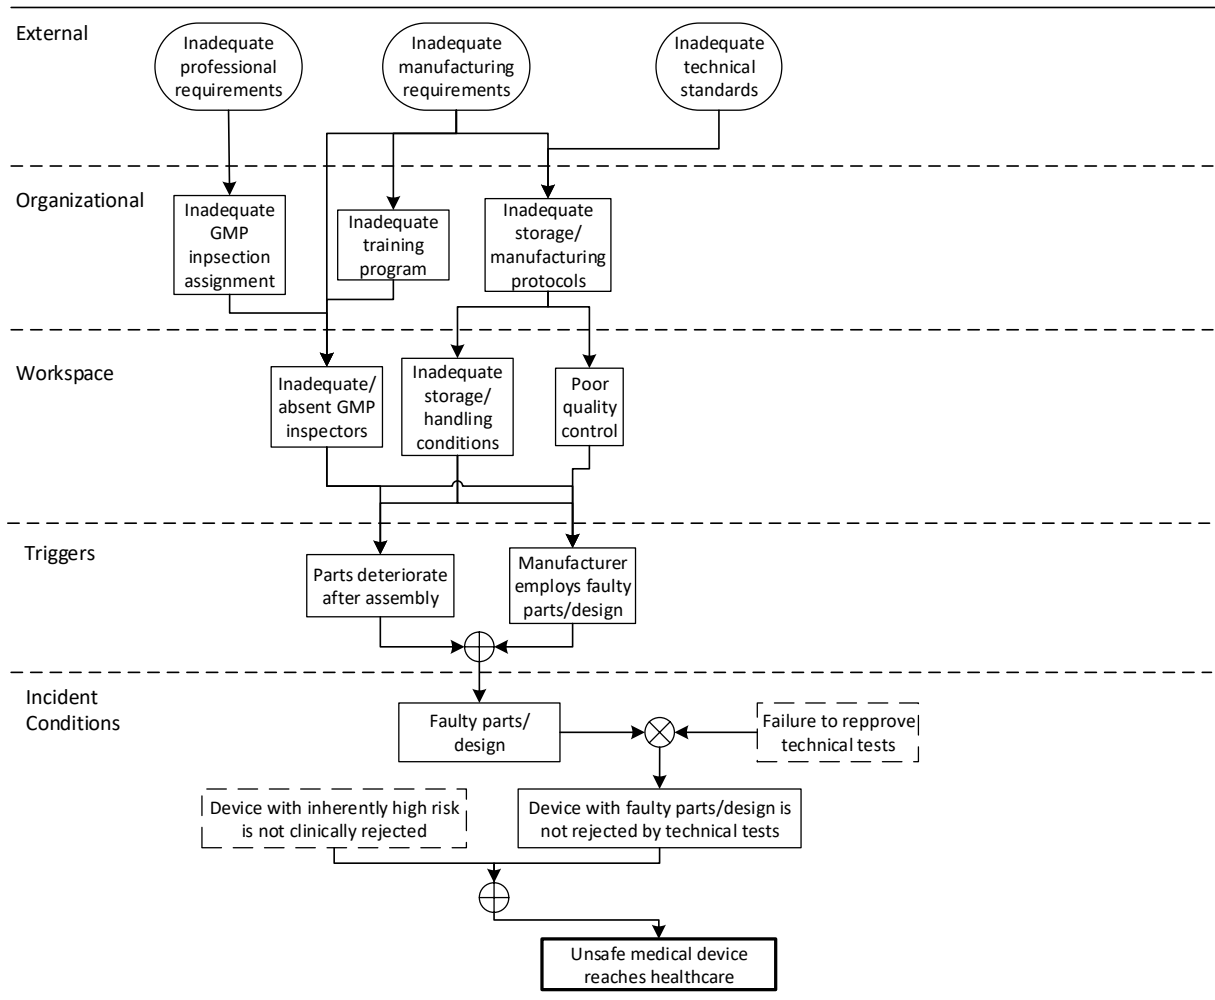 External
Inadequate
professional
requirements
Inadequate
manufacturing
requirements
Inadequate
technical
standards
Organizational
Inadequate
GMP
inpsection
assignment
Inadequate
training
program
Inadequate
storage/
manufacturing
protocols
Workspace
Inadequate/
absent GMP
inspectors
Inadequate
storage/
handling
conditions
Poor
quality
control
Triggers
Parts deteriorate
after assembly
Manufacturer
employs faulty
parts/design
Incident
Conditions
Faulty parts/
design
Failure to repprove
technical tests
Device with inherently high risk
is not clinically rejected
Device with faulty parts/design is
not rejected by technical tests
Unsafe medical device
reaches healthcare